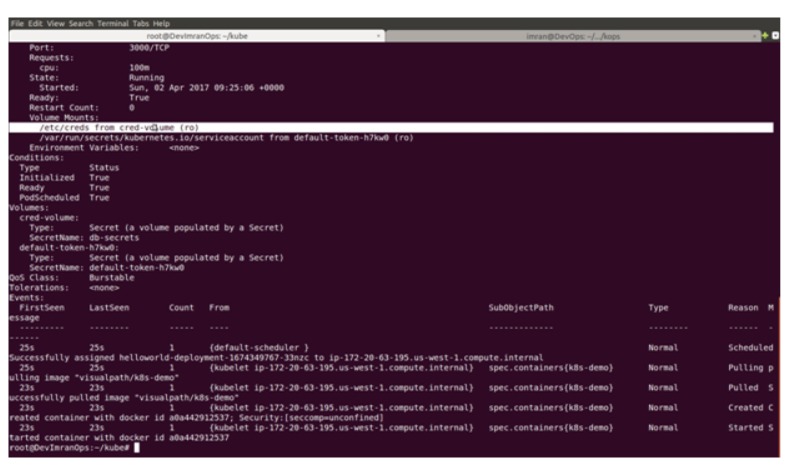 File Edit View Search Terminal Tabs Help
root@DevImranOps: ~/kube × imran@DevOps: ~/.../kops ×
Port: 3000/TCP
Requests:
cpu: 100m
State: Running
Started: Sun, 02 Apr 2017 09:25:06 +0000
Ready: True
Restart Count: 0
Volume Mounts:
/etc/creds from cred-volume (ro)
/var/run/secrets/kubernetes.io/serviceaccount from default-token-h7kw0 (ro)
Environment Variables: <none>
Conditions:
Type Status
Initialized True
Ready True
PodScheduled True
Volumes:
cred-volume:
Type: Secret (a volume populated by a Secret)
SecretName: db-secrets
default-token-h7kw0:
Type: Secret (a volume populated by a Secret)
SecretName: default-token-h7kw0
QoS Class: Burstable
Tolerations: <none>
Events:
FirstSeen LastSeen Count From SubObjectPath Type Reason M
essage
--------- -------- ----- ---- ------------- -------- ------ -
------
25s 25s 1 {default-scheduler } Normal Scheduled
Successfully assigned helloworld-deployment-1674349767-33nzc to ip-172-20-63-195.us-west-1.compute.internal
25s 25s 1 {kubelet ip-172-20-63-195.us-west-1.compute.internal} spec.containers{k8s-demo} Normal Pulling p
ulling image "visualpath/k8s-demo"
23s 23s 1 {kubelet ip-172-20-63-195.us-west-1.compute.internal} spec.containers{k8s-demo} Normal Pulled S
uccessfully pulled image "visualpath/k8s-demo"
23s 23s 1 {kubelet ip-172-20-63-195.us-west-1.compute.internal} spec.containers{k8s-demo} Normal Created C
reated container with docker id a0a442912537; Security:[seccomp=unconfined]
23s 23s 1 {kubelet ip-172-20-63-195.us-west-1.compute.internal} spec.containers{k8s-demo} Normal Started S
tarted container with docker id a0a442912537
root@DevImranOps:~/kube#